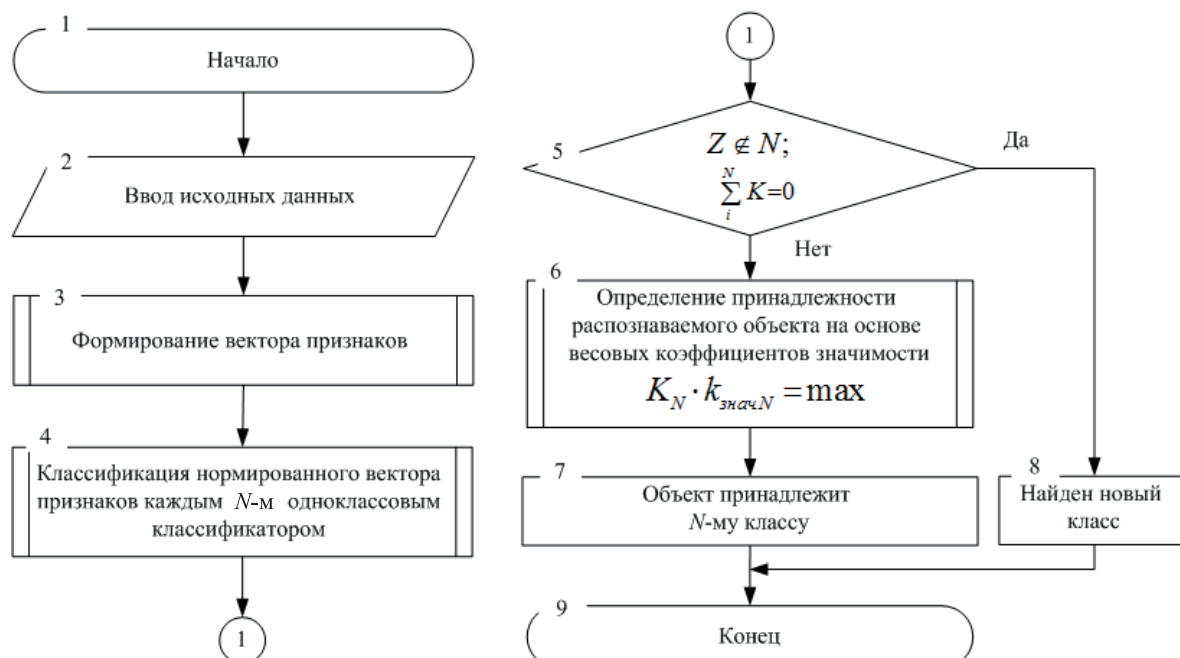 1
Начало
2
Ввод исходных данных
3
Формирование вектора признаков
4
Классификация нормированного вектора
признаков каждым N-м одноклассовым
классификатором
1
1
5
Z ∉ N;
N
∑ K=0
i
Да
Нет
6
Определение принадлежности
распознаваемого объекта на основе
весовых коэффициентов значимости
K_N · k_значN = max
7
Объект принадлежит
N-му классу
8
Найден новый
класс
9
Конец